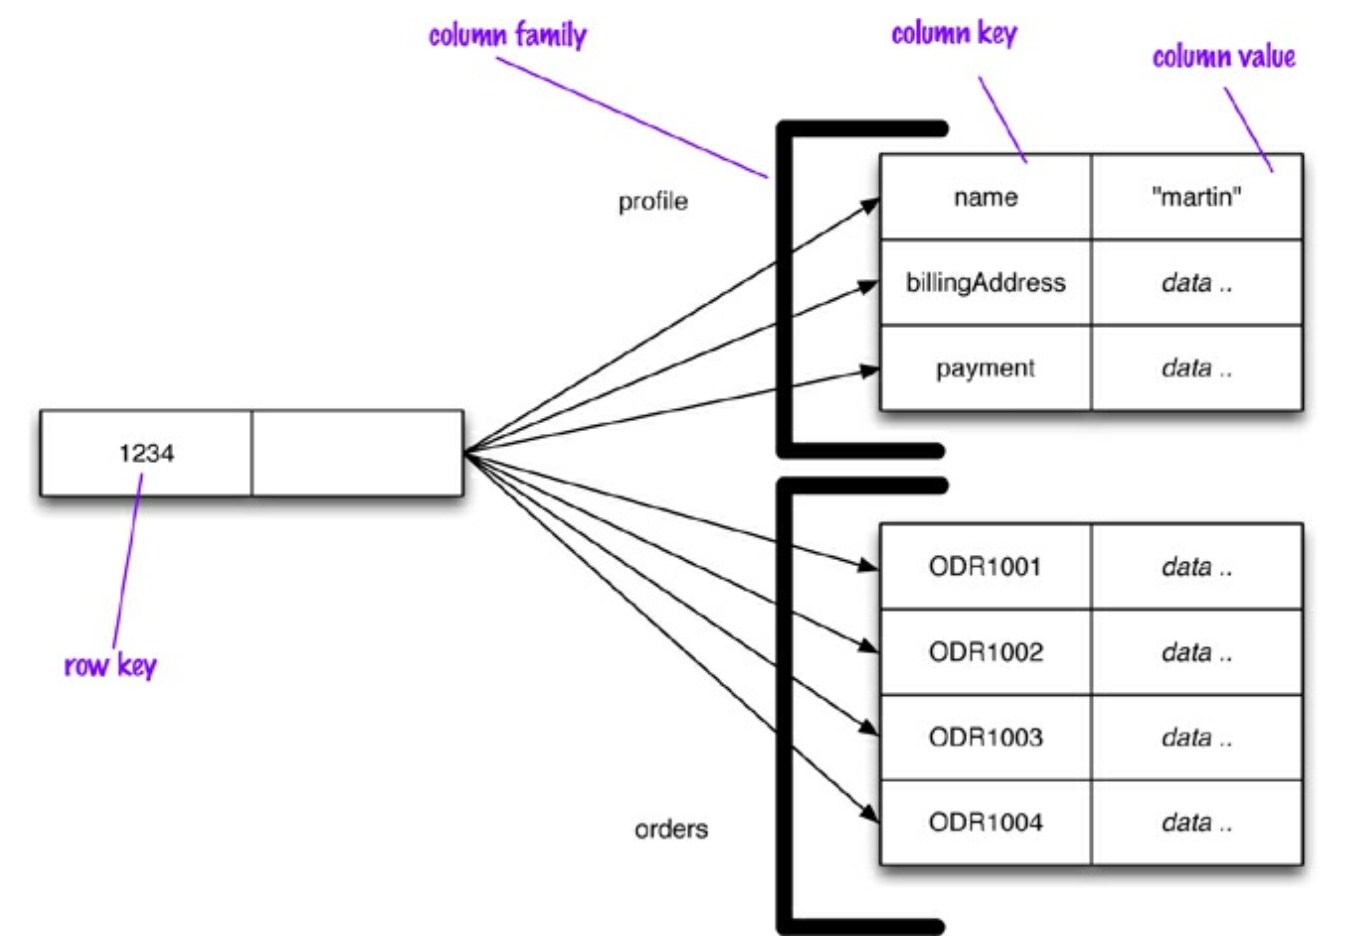 column family
column key
column value
profile
name
"martin"
billingAddress
data ..
payment
data ..
1234
row key
ODR1001
data ..
ODR1002
data ..
ODR1003
data ..
ODR1004
data ..
orders